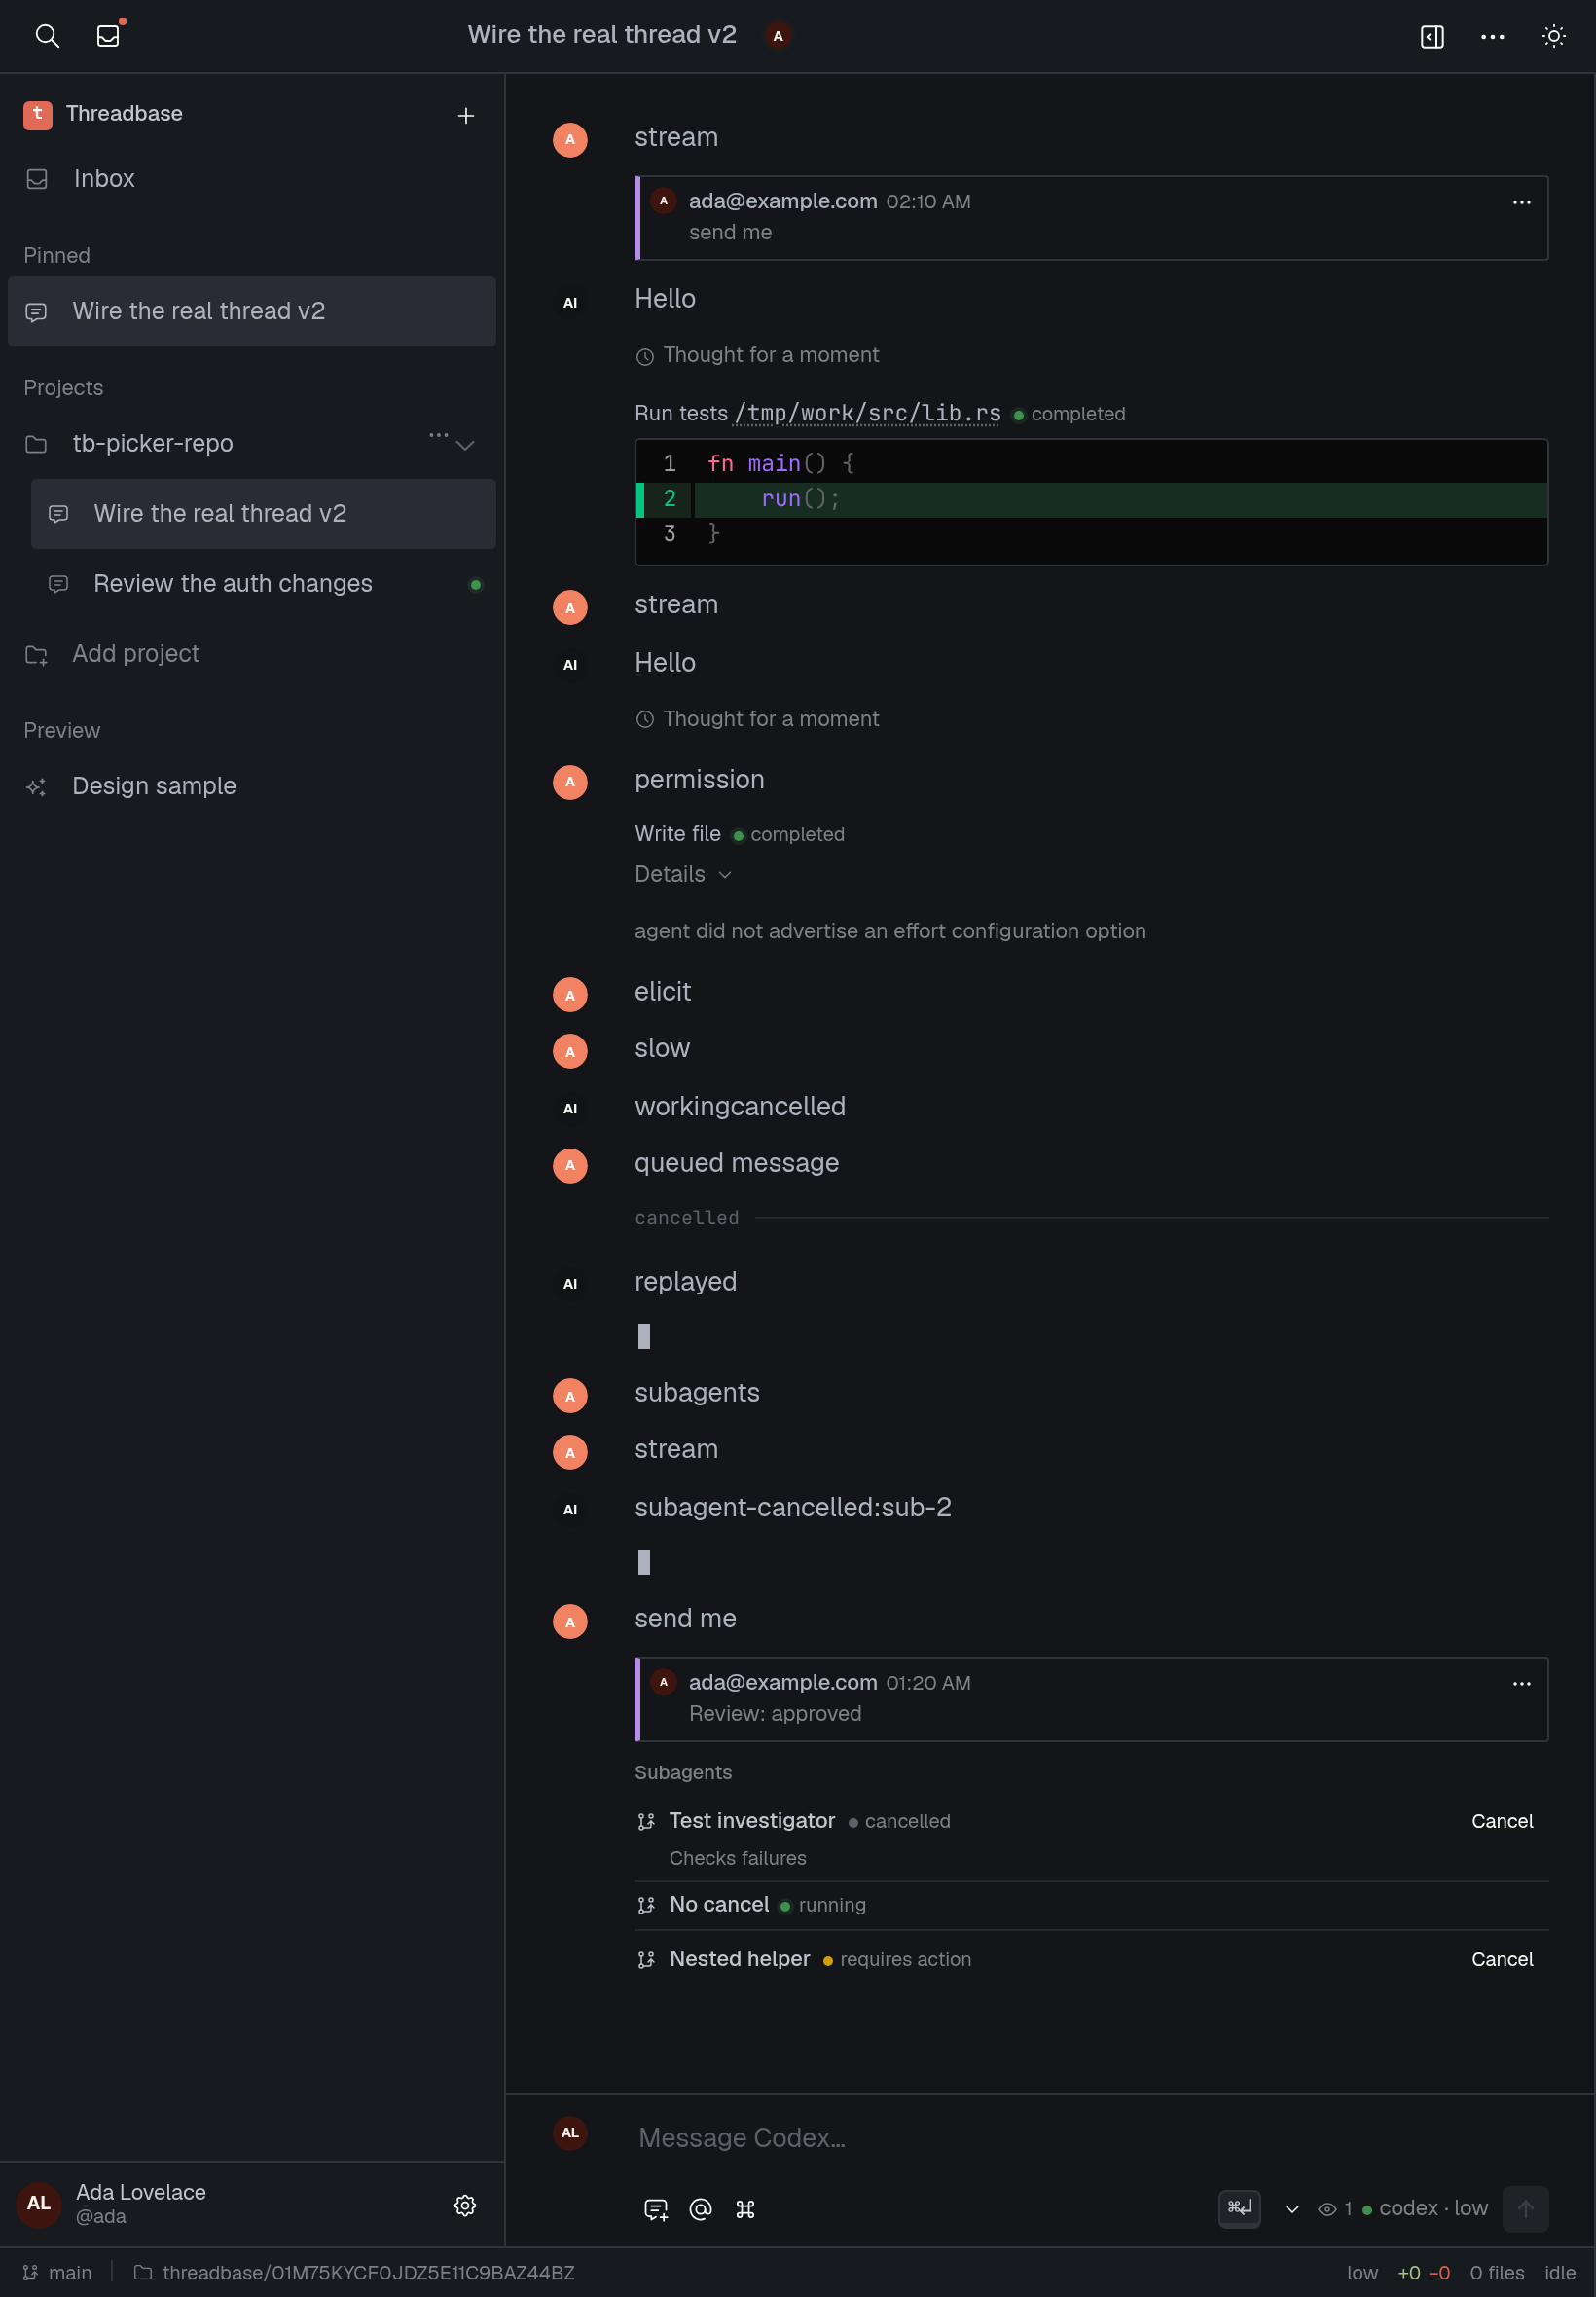 Wire the real thread v2 A
t Threadbase
Inbox
Pinned
Wire the real thread v2
Projects
tb-picker-repo
Wire the real thread v2
Review the auth changes
Add project
Preview
Design sample
A stream
A ada@example.com 02:10 AM
send me
AI Hello
Thought for a moment
Run tests /tmp/work/src/lib.rs completed
1 fn main() {
2 run();
3 }
A stream
AI Hello
Thought for a moment
A permission
Write file completed
Details
agent did not advertise an effort configuration option
A elicit
A slow
AI workingcancelled
A queued message
cancelled
AI replayed
A subagents
A stream
AI subagent-cancelled:sub-2
A send me
A ada@example.com 01:20 AM
Review: approved
Subagents
Test investigator cancelled Cancel
Checks failures
No cancel running
Nested helper requires action Cancel
AL Message Codex…
AL Ada Lovelace
@ada
⌘↵ 1 codex · low
main threadbase/01M75KYCF0JDZ5E11C9BAZ44BZ
low +0 −0 0 files idle